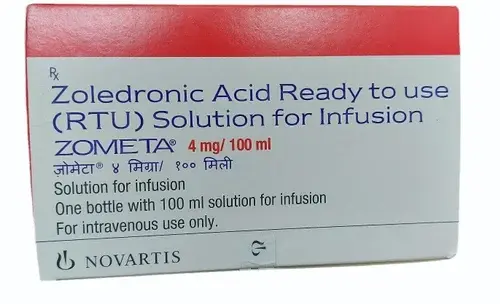 Rx
Zoledronic Acid Ready to use
(RTU) Solution for Infusion
ZOMETA® 4 mg/ 100 ml
ज़ोमेटा® ४ मिग्रा/ १०० मिली
Solution for infusion
One bottle with 100 ml solution for infusion
For intravenous use only.
NOVARTIS